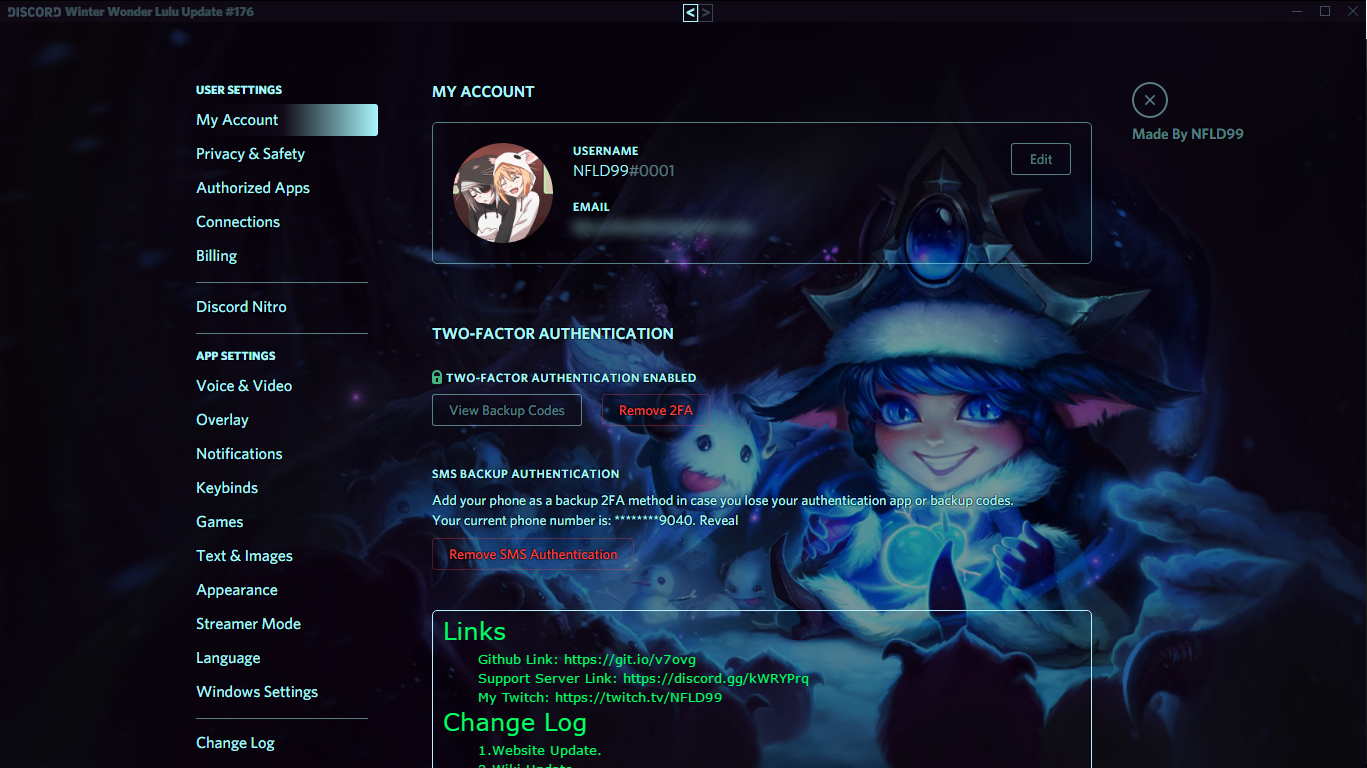 DISCORD Winter Wonder Lulu Update #176
< >
USER SETTINGS
My Account
Privacy & Safety
Authorized Apps
Connections
Billing
Discord Nitro
APP SETTINGS
Voice & Video
Overlay
Notifications
Keybinds
Games
Text & Images
Appearance
Streamer Mode
Language
Windows Settings
Change Log
MY ACCOUNT
USERNAME
NFLD99#0001
EMAIL
Edit
TWO-FACTOR AUTHENTICATION
TWO-FACTOR AUTHENTICATION ENABLED
View Backup Codes Remove 2FA
SMS BACKUP AUTHENTICATION
Add your phone as a backup 2FA method in case you lose your authentication app or backup codes.
Your current phone number is: ********9040. Reveal
Remove SMS Authentication
Links
Github Link: https://git.io/v7ovg
Support Server Link: https://discord.gg/kWRYPrq
My Twitch: https://twitch.tv/NFLD99
Change Log
1.Website Update.
2.Wiki Update.
Made By NFLD99